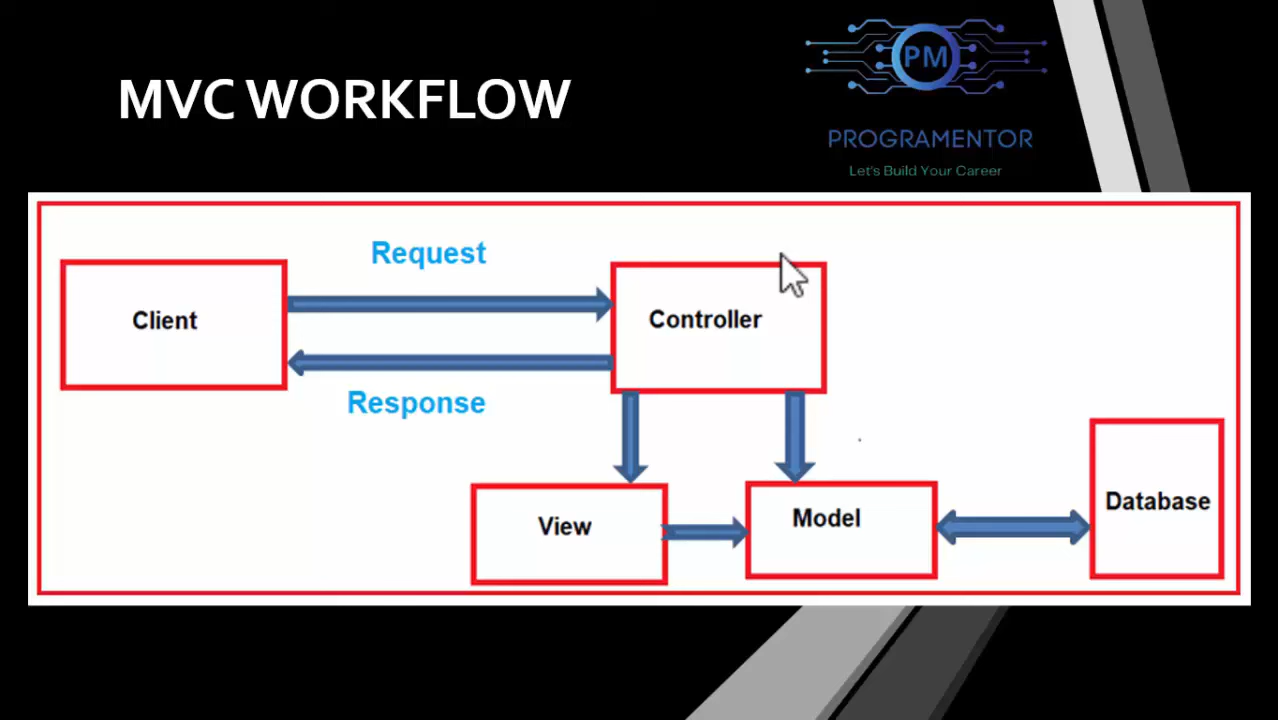 MVC WORKFLOW
PM
PROGRAMENTOR
Let's Build Your Career
Request
Client
Controller
Response
View
Model
Database